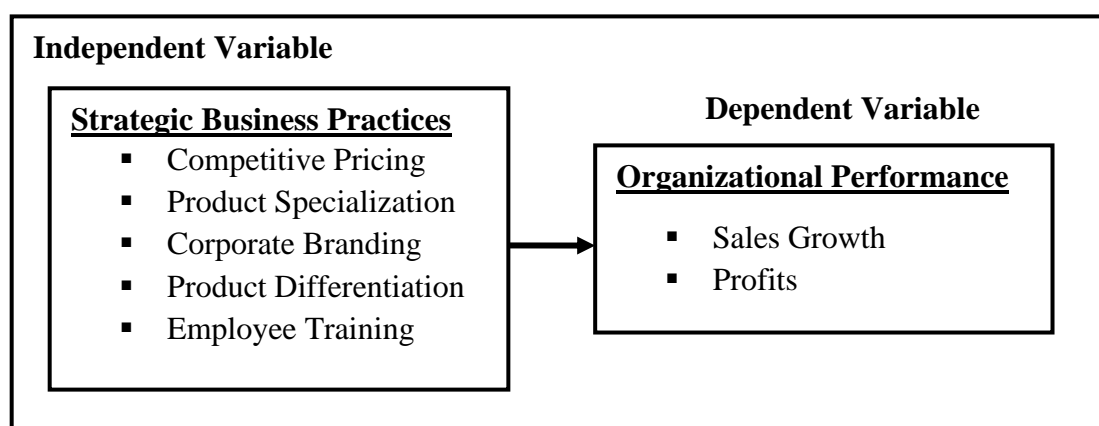 Independent Variable
Strategic Business Practices
▪ Competitive Pricing
▪ Product Specialization
▪ Corporate Branding
▪ Product Differentiation
▪ Employee Training
Dependent Variable
Organizational Performance
▪ Sales Growth
▪ Profits